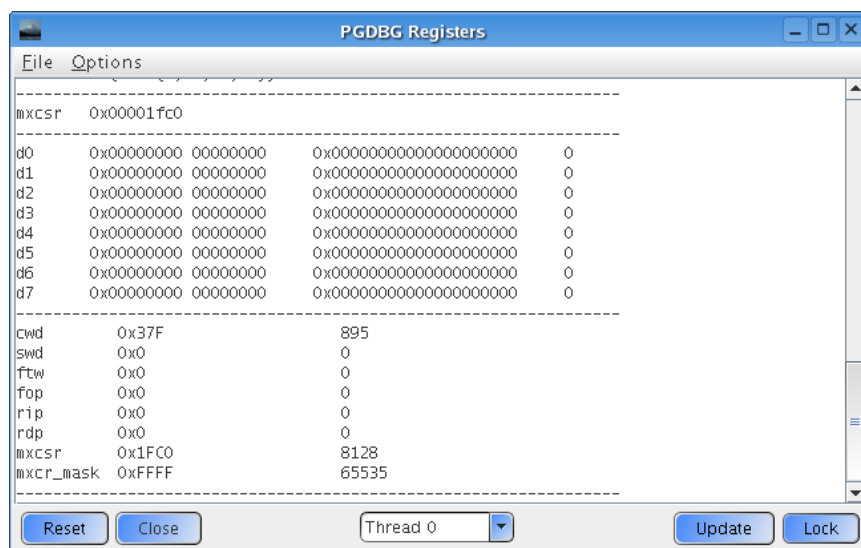 PGDBG Registers
File Options
------------------------------------------------------------------
mxcsr 0x00001fc0
------------------------------------------------------------------
d0 0x00000000 00000000 0x00000000000000000000 0
d1 0x00000000 00000000 0x00000000000000000000 0
d2 0x00000000 00000000 0x00000000000000000000 0
d3 0x00000000 00000000 0x00000000000000000000 0
d4 0x00000000 00000000 0x00000000000000000000 0
d5 0x00000000 00000000 0x00000000000000000000 0
d6 0x00000000 00000000 0x00000000000000000000 0
d7 0x00000000 00000000 0x00000000000000000000 0
------------------------------------------------------------------
cwd 0x37F 895
swd 0x0 0
ftw 0x0 0
fop 0x0 0
rip 0x0 0
rdp 0x0 0
mxcsr 0x1FC0 8128
mxcr_mask 0xFFFF 65535
------------------------------------------------------------------
Reset Close Thread 0 Update Lock